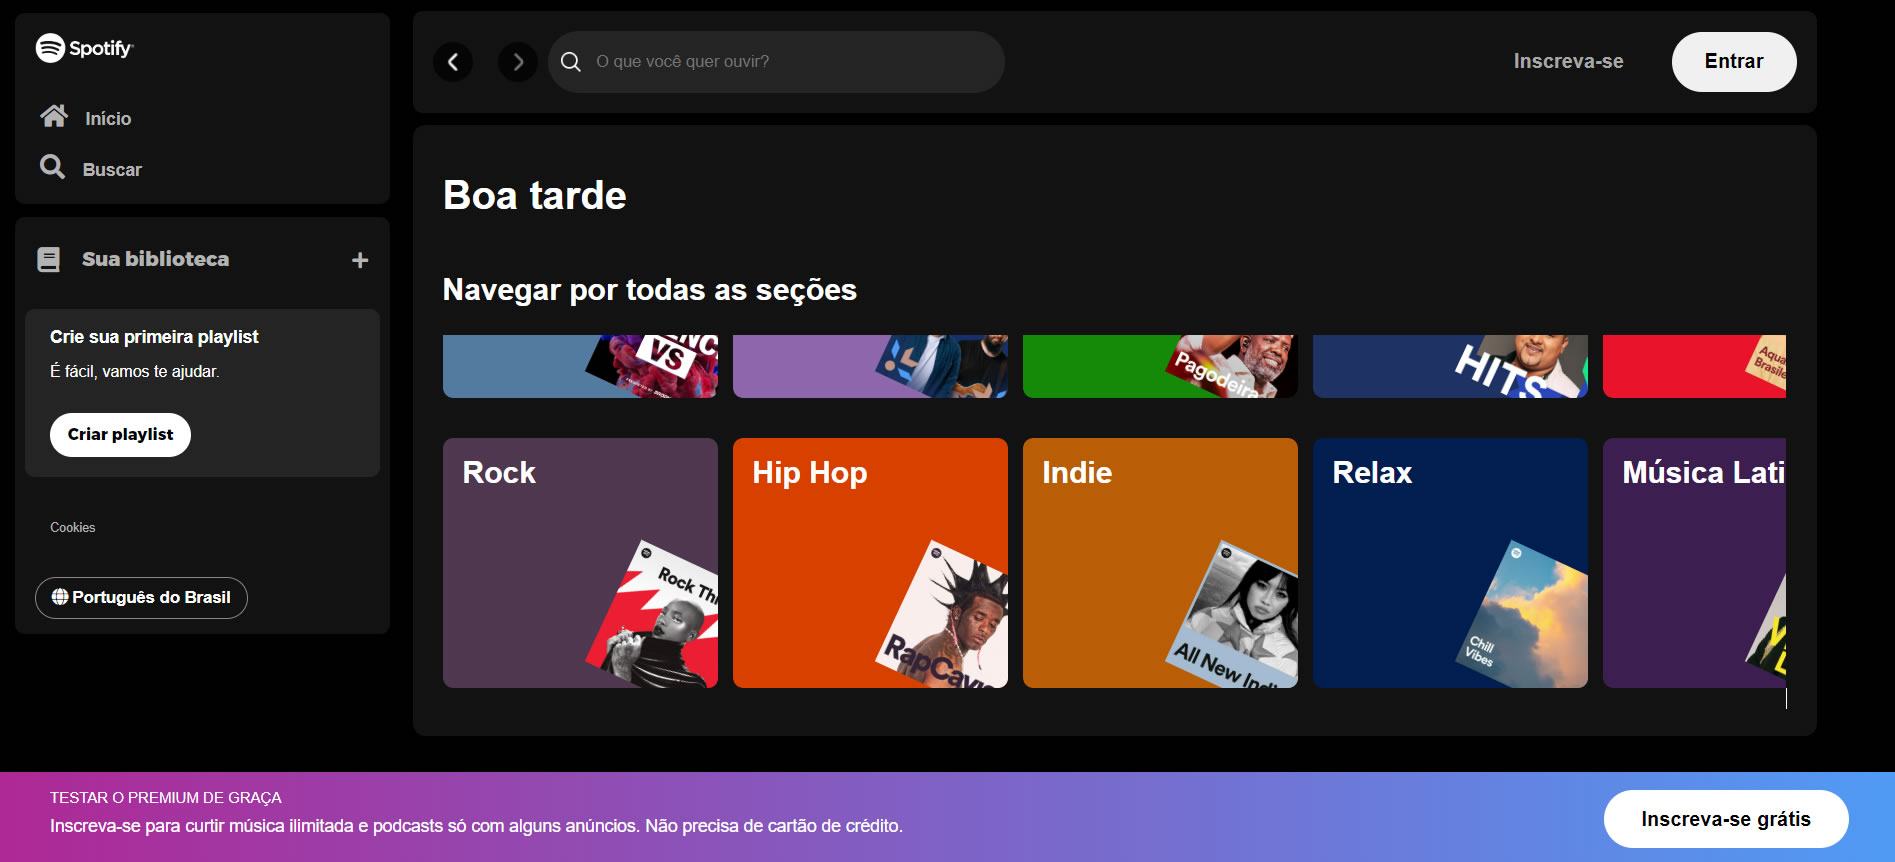 Spotify
Início
Buscar
Sua biblioteca
Crie sua primeira playlist
É fácil, vamos te ajudar.
Criar playlist
Cookies
Português do Brasil
O que você quer ouvir?
Inscreva-se
Entrar
Boa tarde
Navegar por todas as seções
VS
Pagodeira
HITS
Rock
Hip Hop
Indie
Relax
Música Lati
Rock Th
RapCavi
All New Indi
Chill
Vibes
TESTAR O PREMIUM DE GRAÇA
Inscreva-se para curtir música ilimitada e podcasts só com alguns anúncios. Não precisa de cartão de crédito.
Inscreva-se grátis